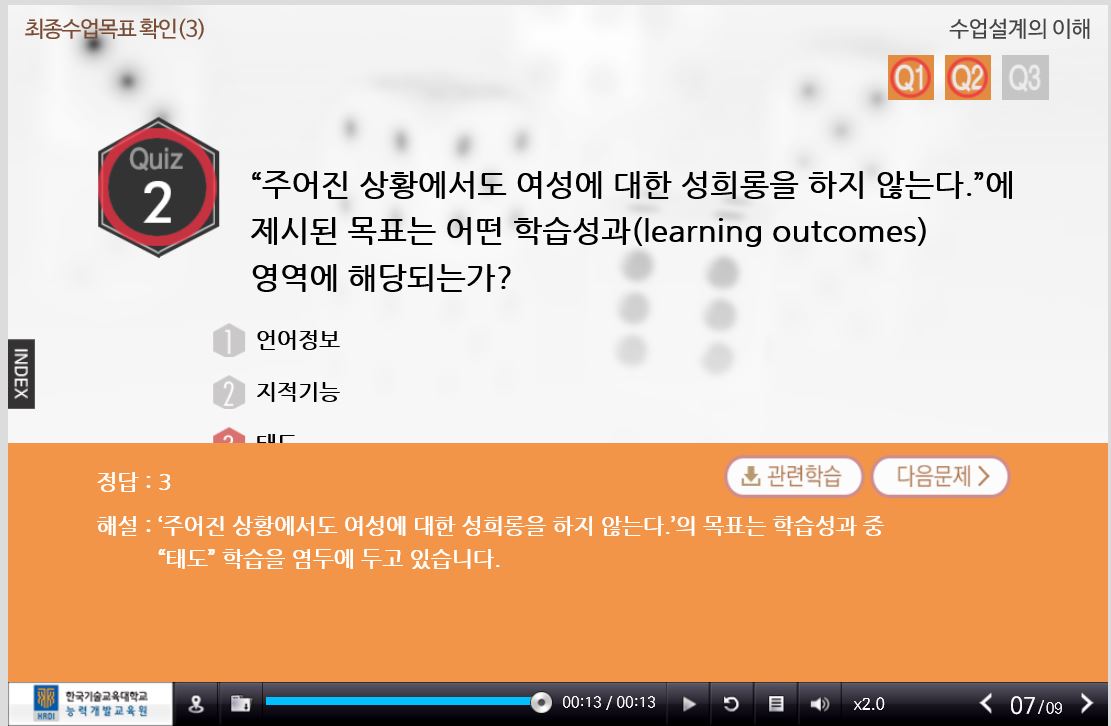 최종수업목표 확인(3)
수업설계의 이해
Q1 Q2 Q3
Quiz
2
“주어진 상황에서도 여성에 대한 성희롱을 하지 않는다.”에
제시된 목표는 어떤 학습성과(learning outcomes)
영역에 해당되는가?
1 언어정보
2 지적기능
3 태도
INDEX
정답 : 3
관련학습
다음문제
해설 : ‘주어진 상황에서도 여성에 대한 성희롱을 하지 않는다.’의 목표는 학습성과 중
“태도” 학습을 염두에 두고 있습니다.
한국기술교육대학교
능력개발교육원
HRDI
00:13 / 00:13
x2.0
07/09